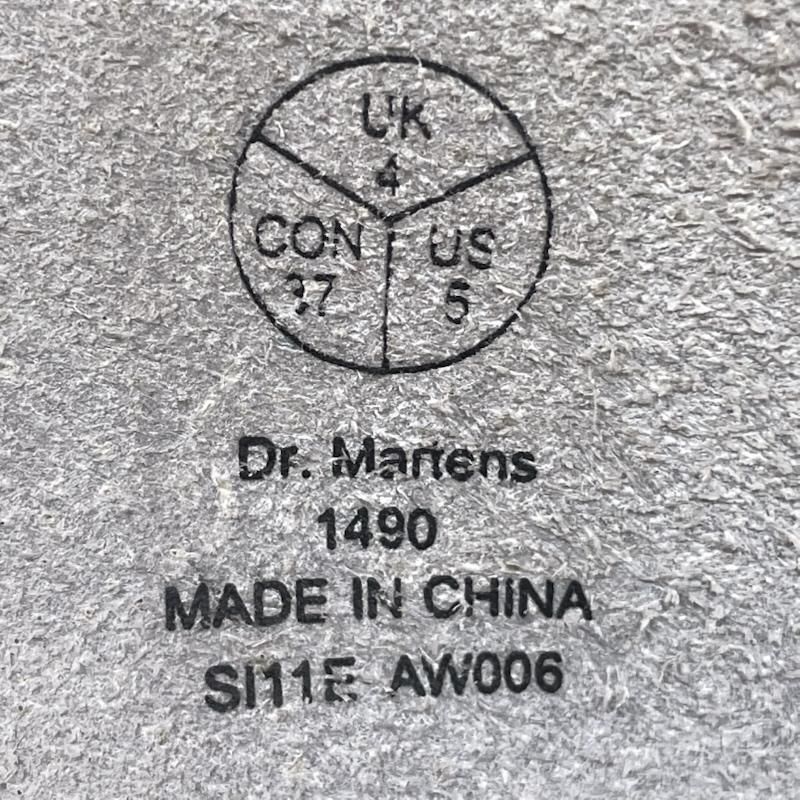 UK
4
CON
37
US
5
Dr. Martens
1490
MADE IN CHINA
SI11E AW006